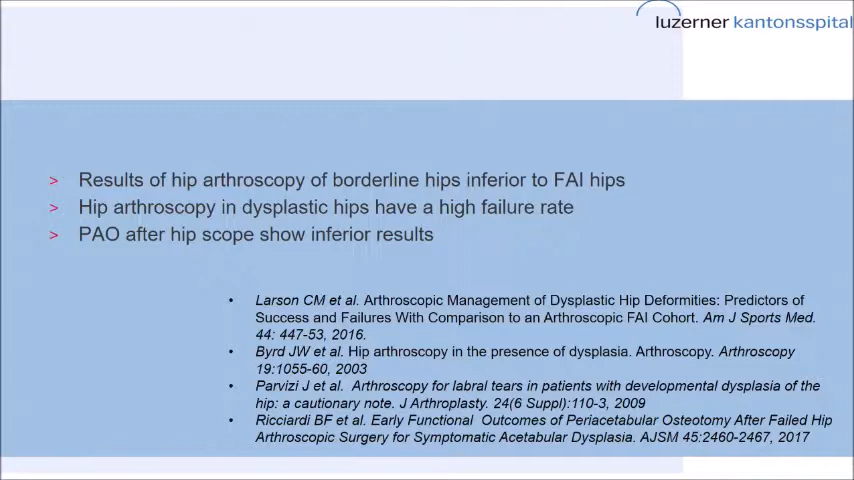 luzerner kantonsspital
> Results of hip arthroscopy of borderline hips inferior to FAI hips
> Hip arthroscopy in dysplastic hips have a high failure rate
> PAO after hip scope show inferior results
• Larson CM et al. Arthroscopic Management of Dysplastic Hip Deformities: Predictors of
Success and Failures With Comparison to an Arthroscopic FAI Cohort. Am J Sports Med.
44: 447-53, 2016.
• Byrd JW et al. Hip arthroscopy in the presence of dysplasia. Arthroscopy. Arthroscopy
19:1055-60, 2003
• Parvizi J et al. Arthroscopy for labral tears in patients with developmental dysplasia of the
hip: a cautionary note. J Arthroplasty. 24(6 Suppl):110-3, 2009
• Ricciardi BF et al. Early Functional Outcomes of Periacetabular Osteotomy After Failed Hip
Arthroscopic Surgery for Symptomatic Acetabular Dysplasia. AJSM 45:2460-2467, 2017